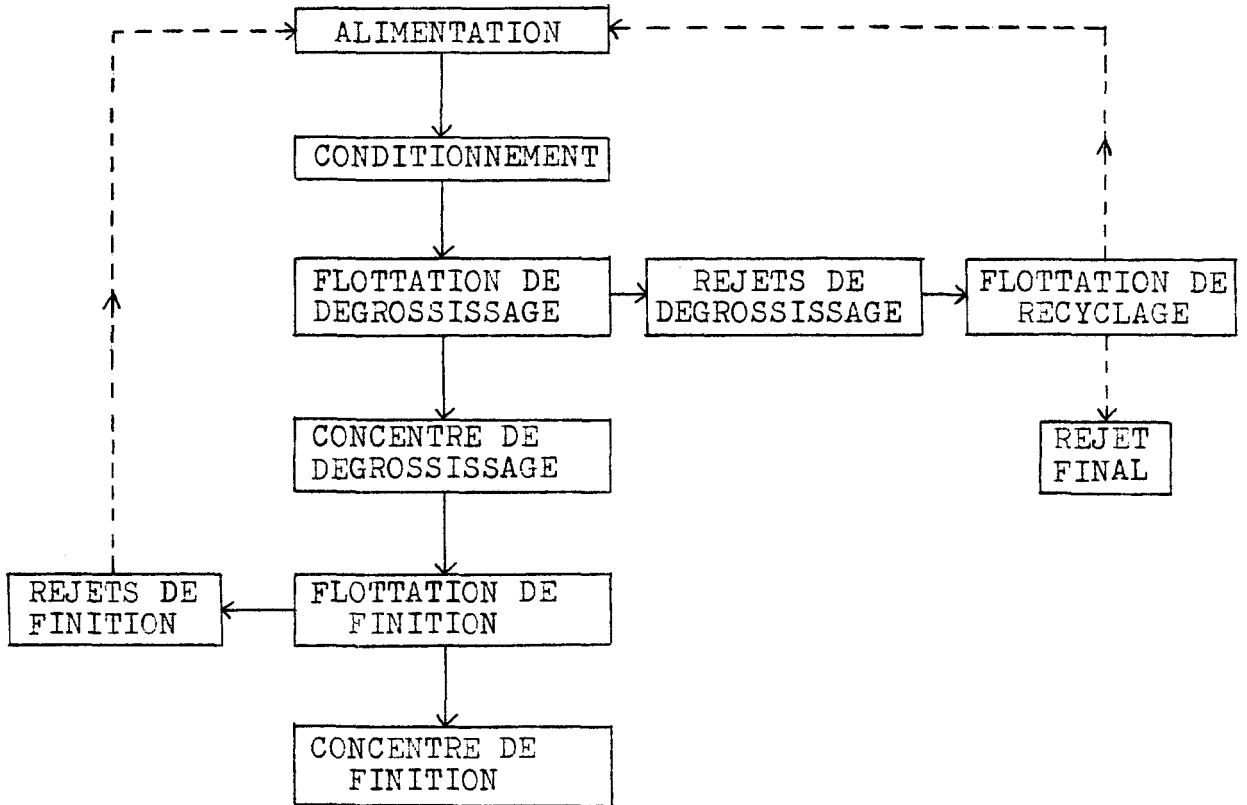 ALIMENTATION
CONDITIONNEMENT
FLOTTATION DE
DEGROSSISSAGE
REJETS DE
DEGROSSISSAGE
FLOTTATION DE
RECYCLAGE
CONCENTRE DE
DEGROSSISSAGE
REJET
FINAL
REJETS DE
FINITION
FLOTTATION DE
FINITION
CONCENTRE DE
FINITION